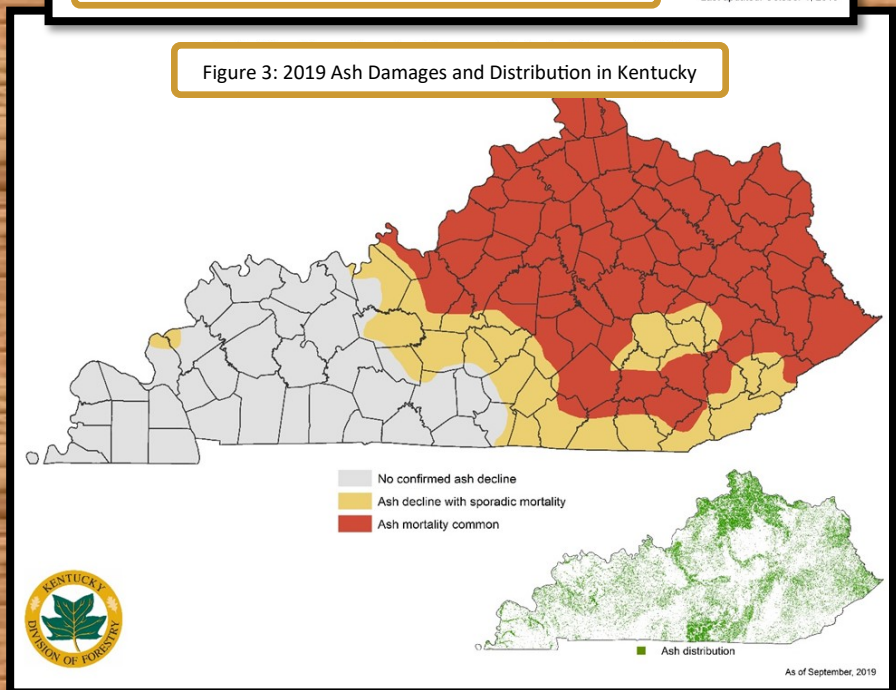 Figure 3: 2019 Ash Damages and Distribution in Kentucky
No confirmed ash decline
Ash decline with sporadic mortality
Ash mortality common
KENTUCKY
DIVISION OF FORESTRY
Ash distribution
As of September, 2019